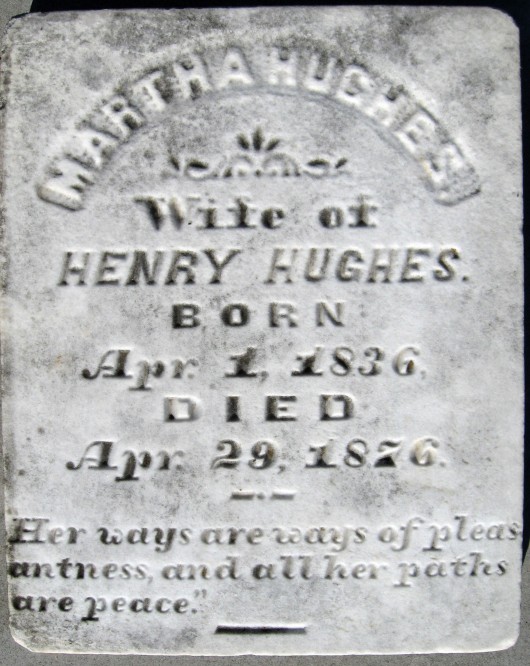 MARTHA HUGHES
Wife of
HENRY HUGHES.
BORN
Apr. 1, 1836,
DIED
Apr. 29, 1876.
"Her ways are ways of pleas
antness, and all her paths
are peace."